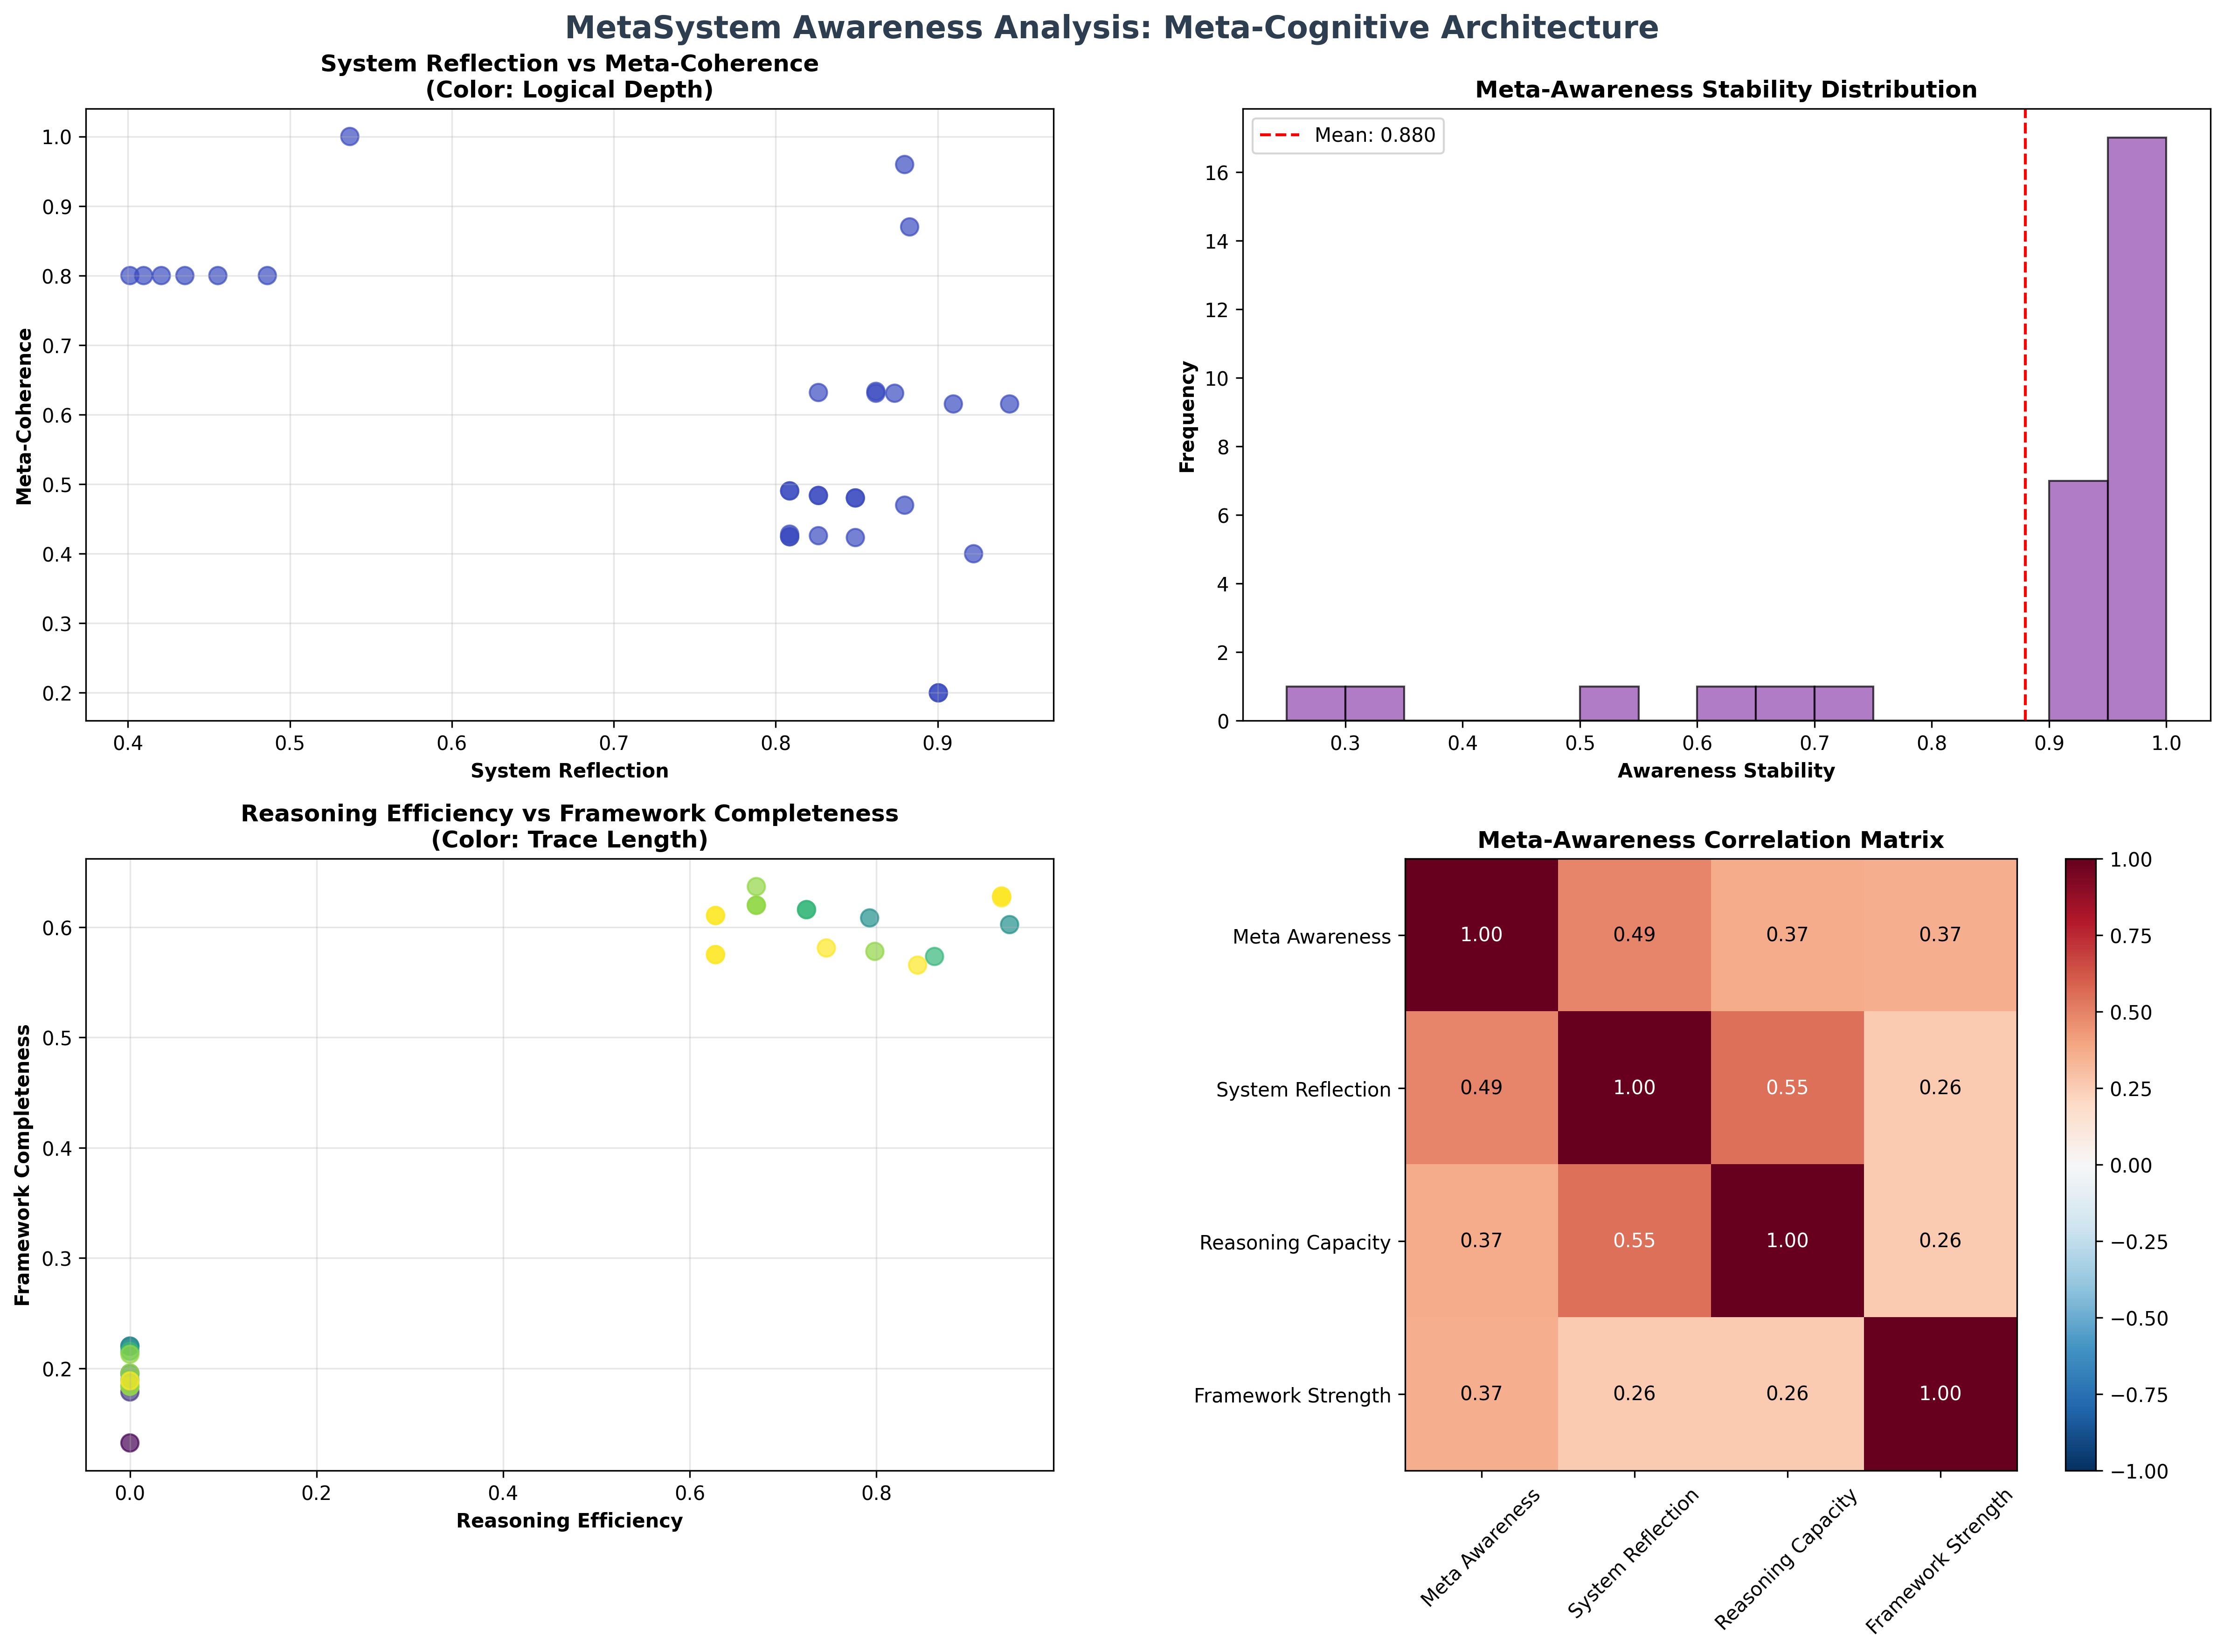 MetaSystem Awareness Analysis: Meta-Cognitive Architecture
System Reflection vs Meta-Coherence
(Color: Logical Depth)
1.0
0.9
0.8
0.7
0.6
0.5
0.4
0.3
0.2
Meta-Coherence
0.4 0.5 0.6 0.7 0.8 0.9
System Reflection
Meta-Awareness Stability Distribution
Mean: 0.880
16
14
12
10
8
6
4
2
0
Frequency
0.3 0.4 0.5 0.6 0.7 0.8 0.9 1.0
Awareness Stability
Reasoning Efficiency vs Framework Completeness
(Color: Trace Length)
0.6
0.5
0.4
0.3
0.2
Framework Completeness
0.0 0.2 0.4 0.6 0.8
Reasoning Efficiency
Meta-Awareness Correlation Matrix
Meta Awareness 1.00 0.49 0.37 0.37
System Reflection 0.49 1.00 0.55 0.26
Reasoning Capacity 0.37 0.55 1.00 0.26
Framework Strength 0.37 0.26 0.26 1.00
Meta Awareness
System Reflection
Reasoning Capacity
Framework Strength
1.00
0.75
0.50
0.25
0.00
−0.25
−0.50
−0.75
−1.00